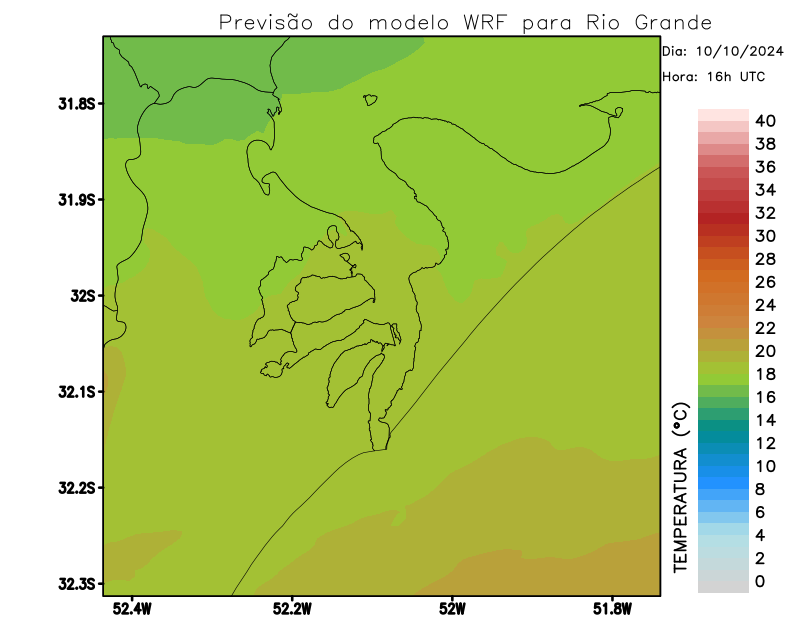 Previsão do modelo WRF para Rio Grande
Dia: 10/10/2024
Hora: 16h UTC
31.8S
31.9S
32S
32.1S
32.2S
32.3S
52.4W
52.2W
52W
51.8W
TEMPERATURA (°C)
40
38
36
34
32
30
28
26
24
22
20
18
16
14
12
10
8
6
4
2
0